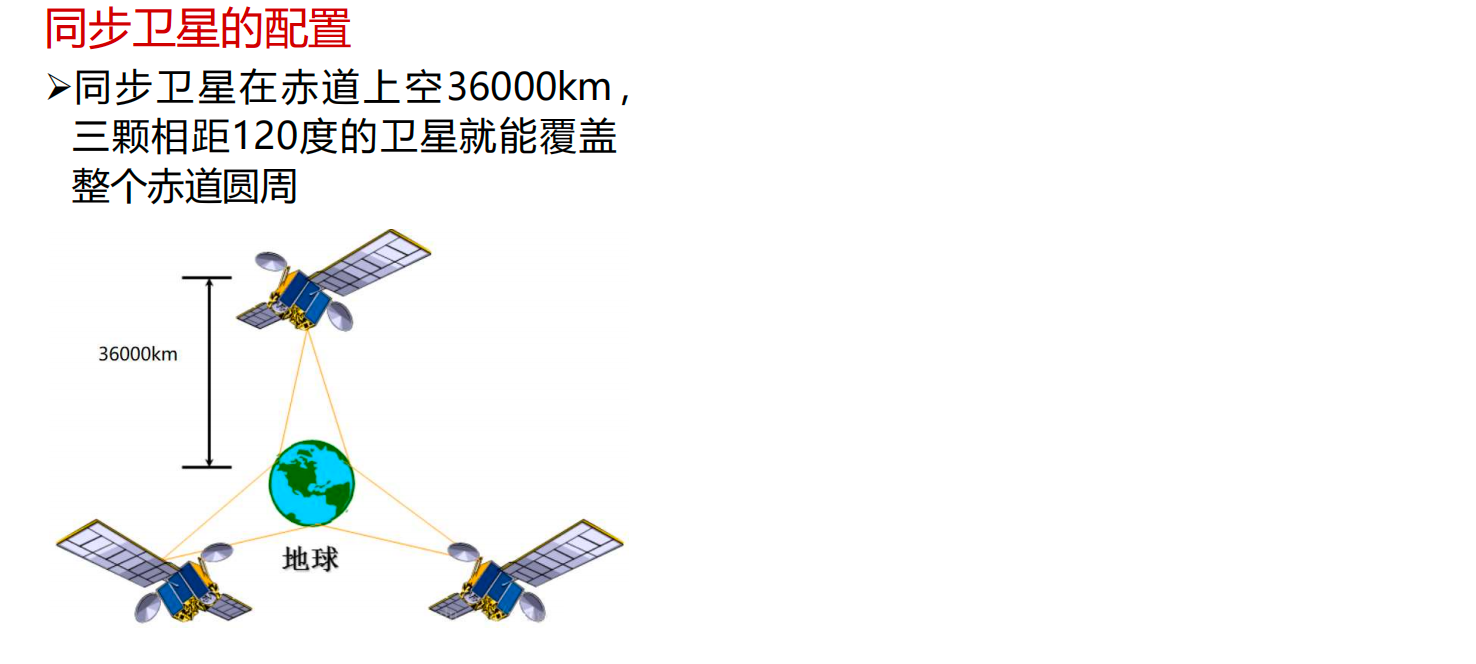 同步卫星的配置
➢同步卫星在赤道上空36000km,
三颗相距120度的卫星就能覆盖
整个赤道圆周
36000km
地球